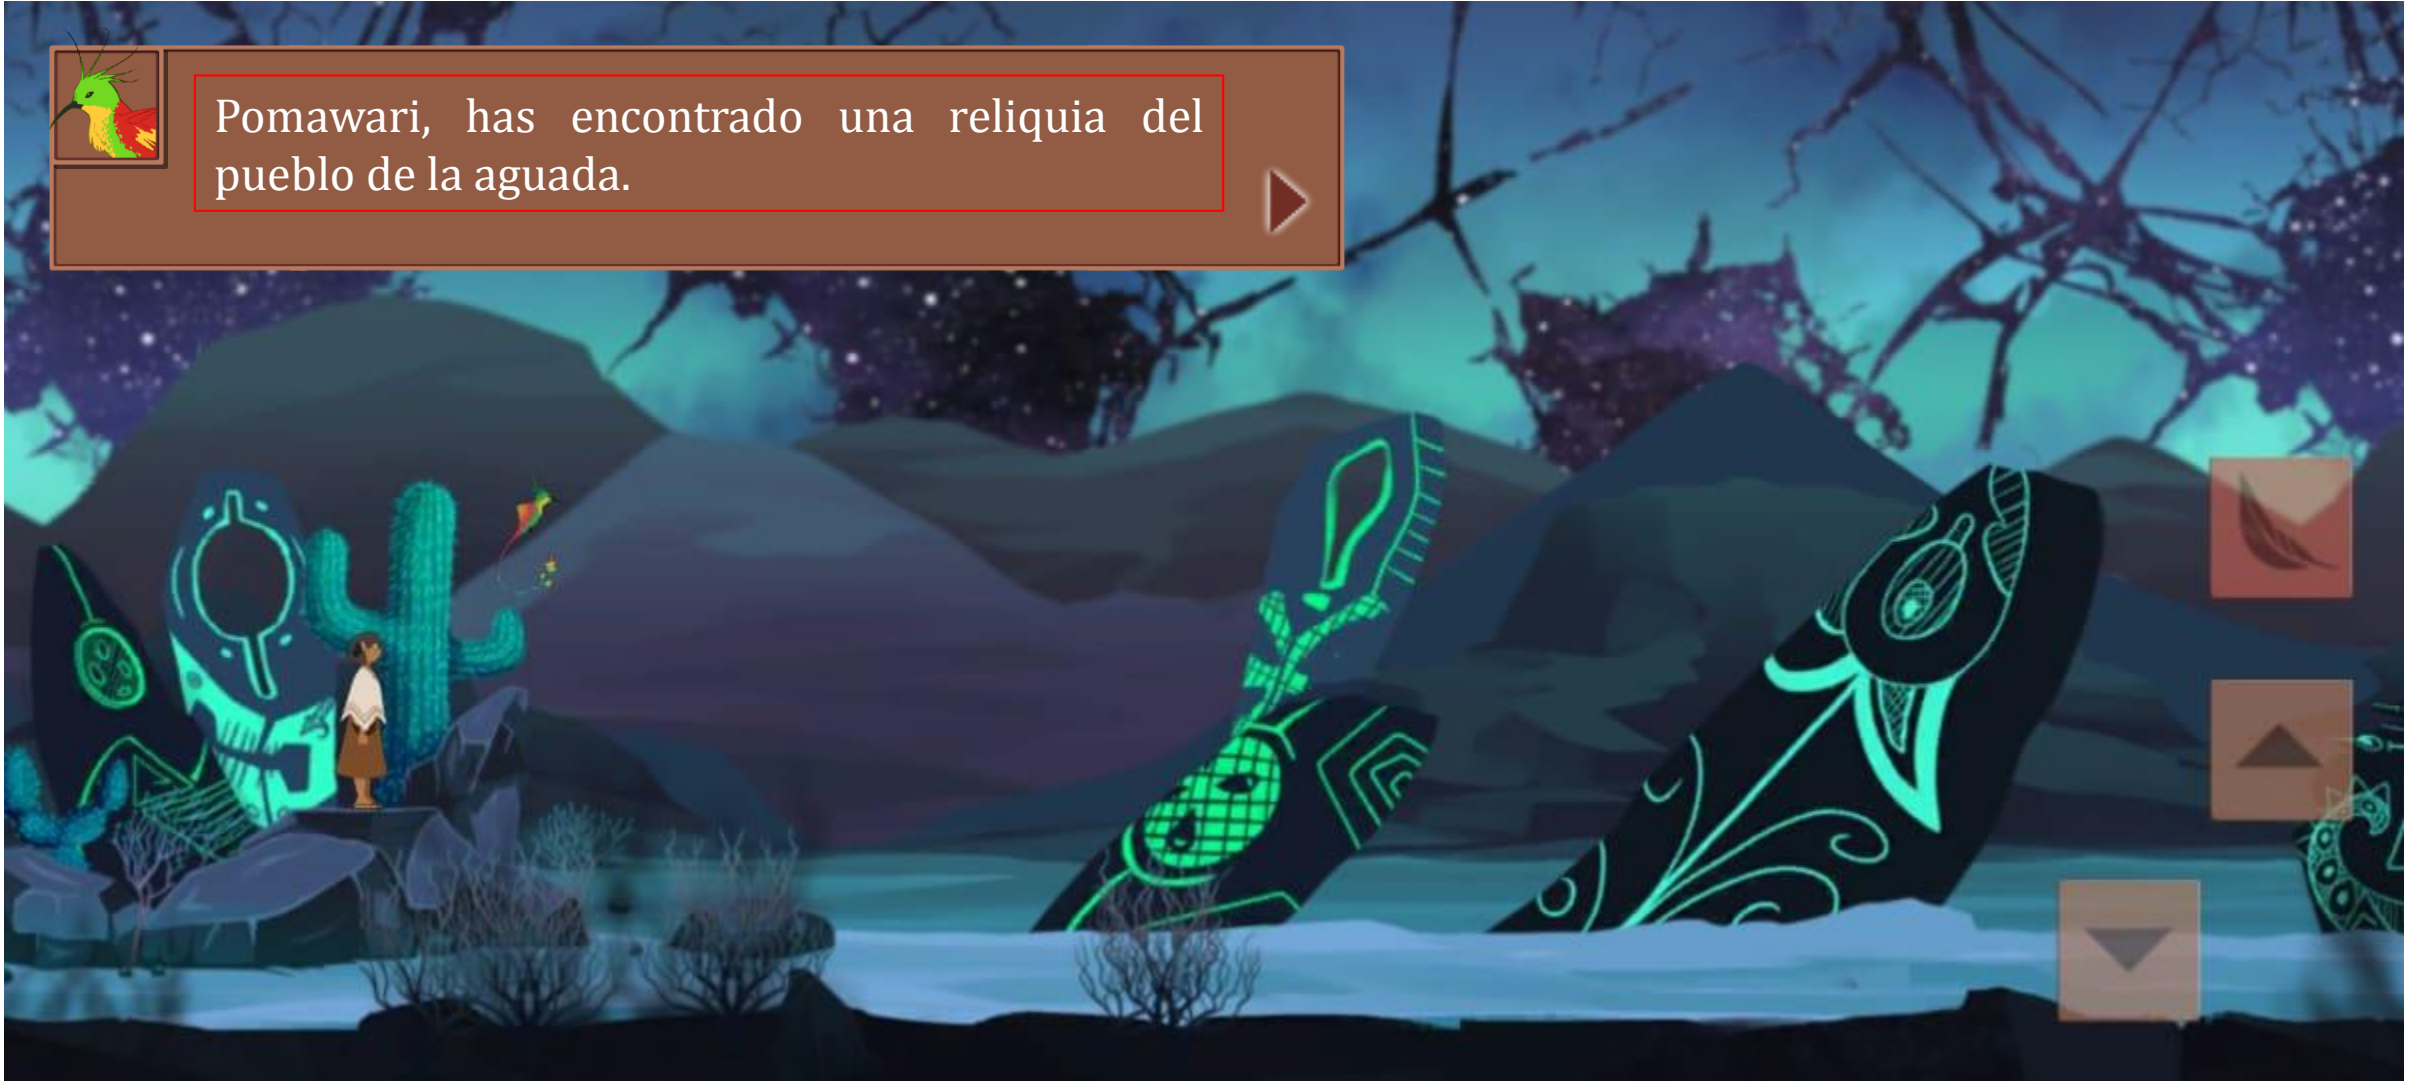 Pomawari, has encontrado una reliquia del
pueblo de la aguada.